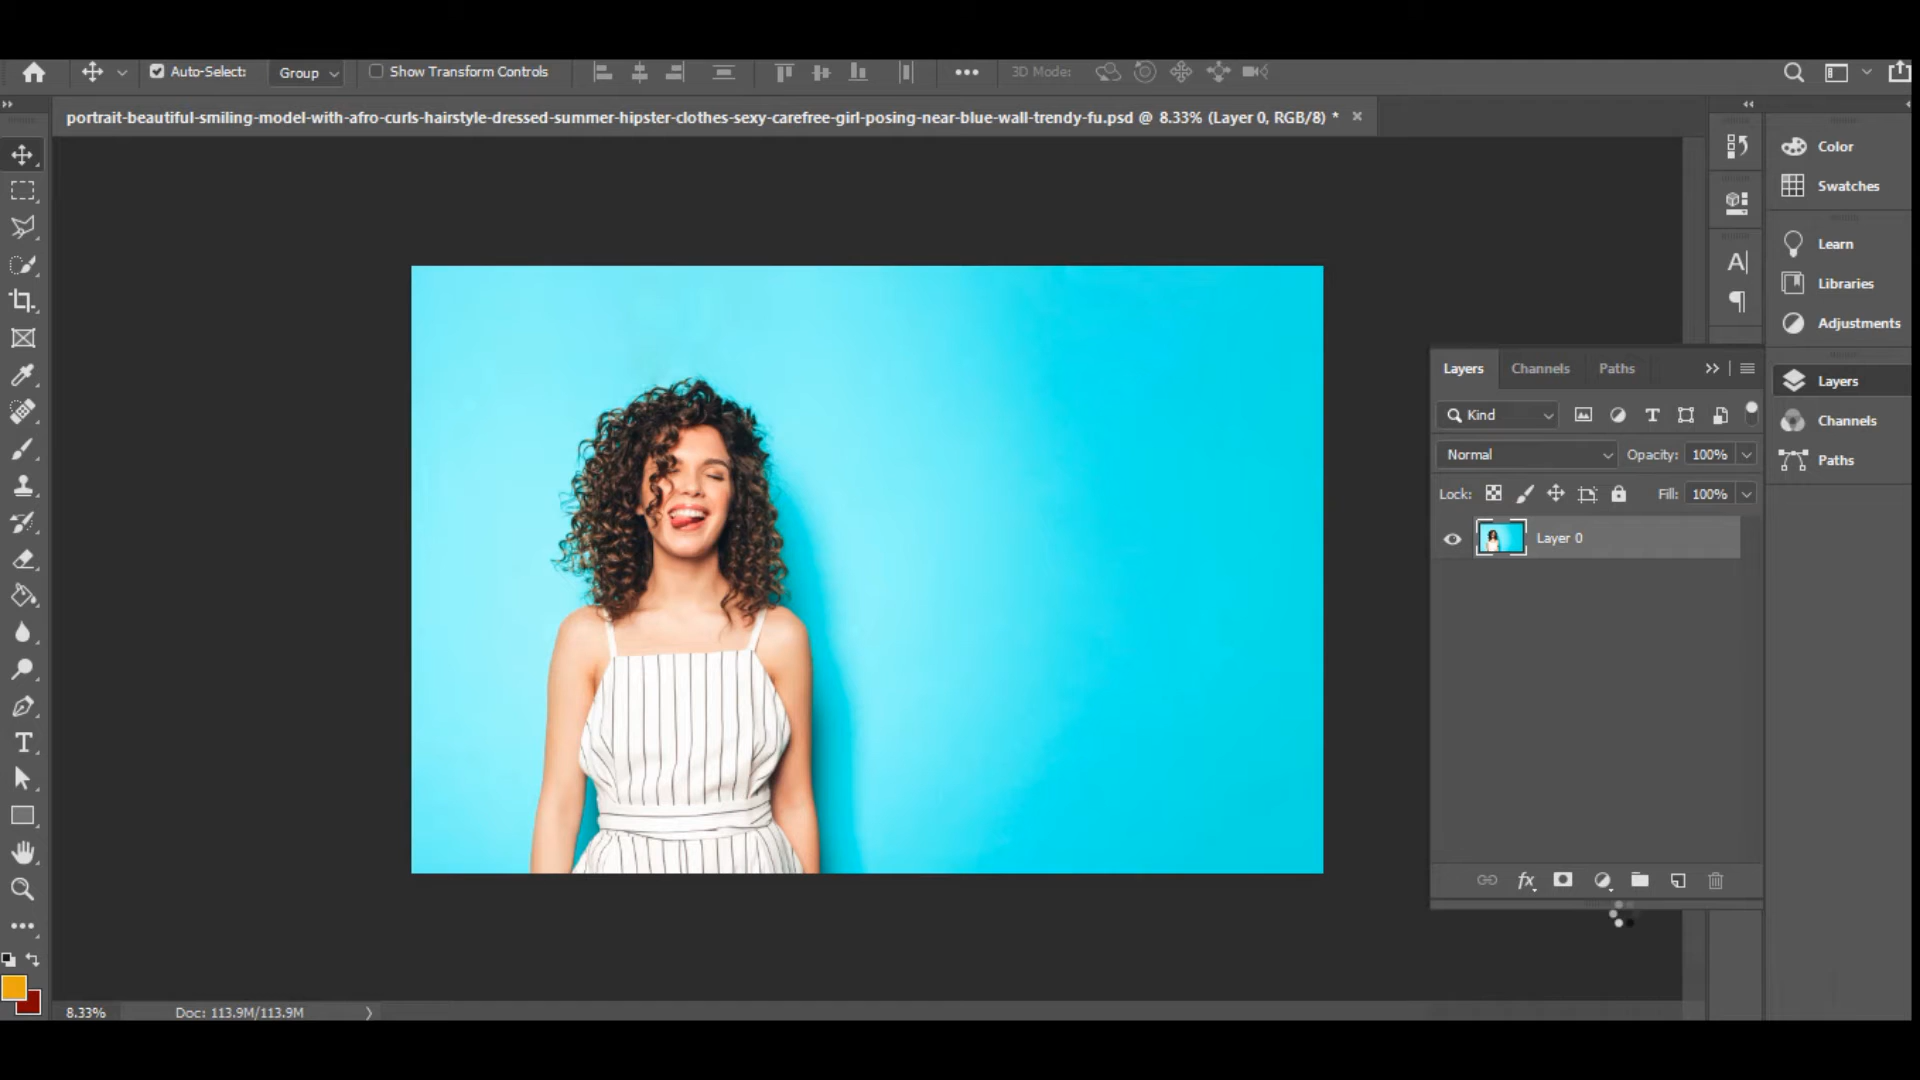 Auto-Select: Group Show Transform Controls 3D Mode:
portrait-beautiful-smiling-model-with-afro-curls-hairstyle-dressed-summer-hipster-clothes-sexy-carefree-girl-posing-near-blue-wall-trendy-fu.psd @ 8.33% (Layer 0, RGB/8) *
Color
Swatches
Learn
Libraries
Adjustments
Layers
Channels
Paths
Layers Channels Paths
Kind
Normal Opacity: 100%
Lock: Fill: 100%
Layer 0
8.33% Doc: 113.9M/113.9M